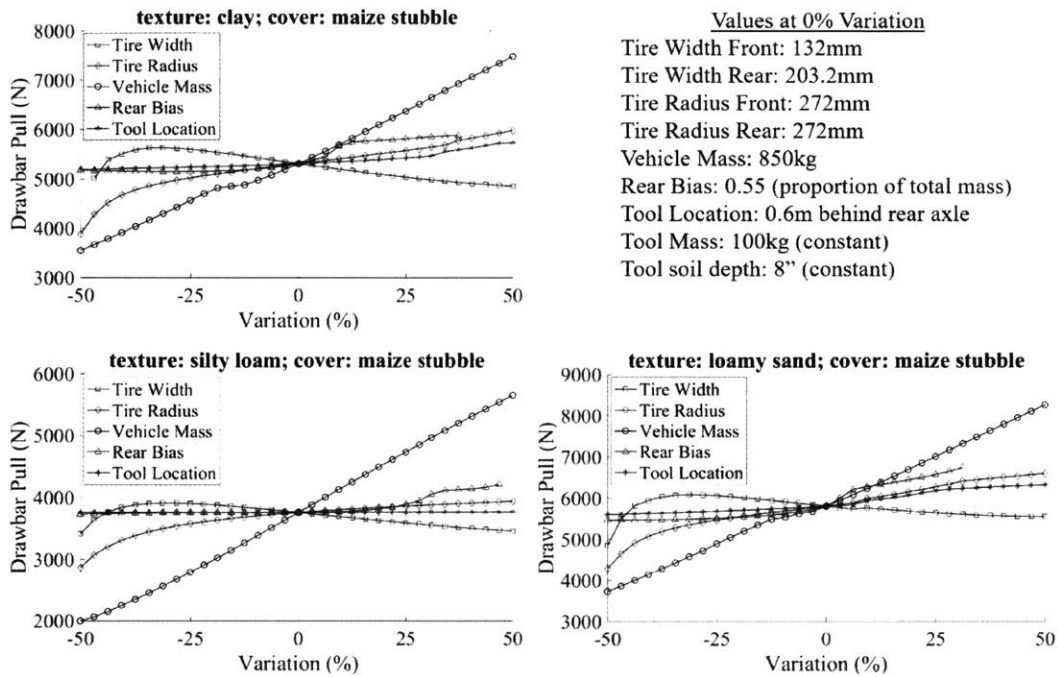 texture: clay; cover: maize stubble
8000
7000
6000
5000
4000
3000
Drawbar Pull (N)
Tire Width
Tire Radius
Vehicle Mass
Rear Bias
Tool Location
-50 -25 0 25 50
Variation (%)
Values at 0% Variation
Tire Width Front: 132mm
Tire Width Rear: 203.2mm
Tire Radius Front: 272mm
Tire Radius Rear: 272mm
Vehicle Mass: 850kg
Rear Bias: 0.55 (proportion of total mass)
Tool Location: 0.6m behind rear axle
Tool Mass: 100kg (constant)
Tool soil depth: 8” (constant)
texture: silty loam; cover: maize stubble
6000
5000
4000
3000
2000
Drawbar Pull (N)
Tire Width
Tire Radius
Vehicle Mass
Rear Bias
Tool Location
-50 -25 0 25 50
Variation (%)
texture: loamy sand; cover: maize stubble
9000
8000
7000
6000
5000
4000
3000
Drawbar Pull (N)
Tire Width
Tire Radius
Vehicle Mass
Rear Bias
Tool Location
-50 -25 0 25 50
Variation (%)